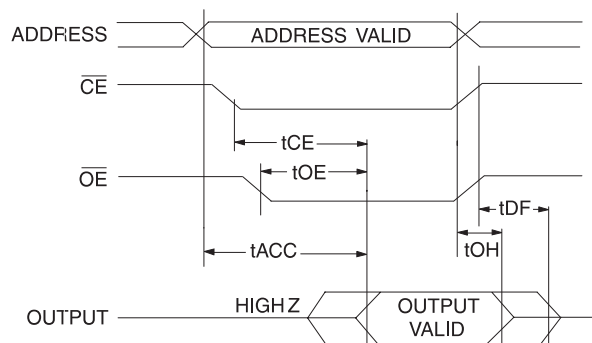 ADDRESS
ADDRESS VALID
CE
tCE
tOE
OE
tDF
tACC
tOH
OUTPUT
HIGH Z
OUTPUT
VALID